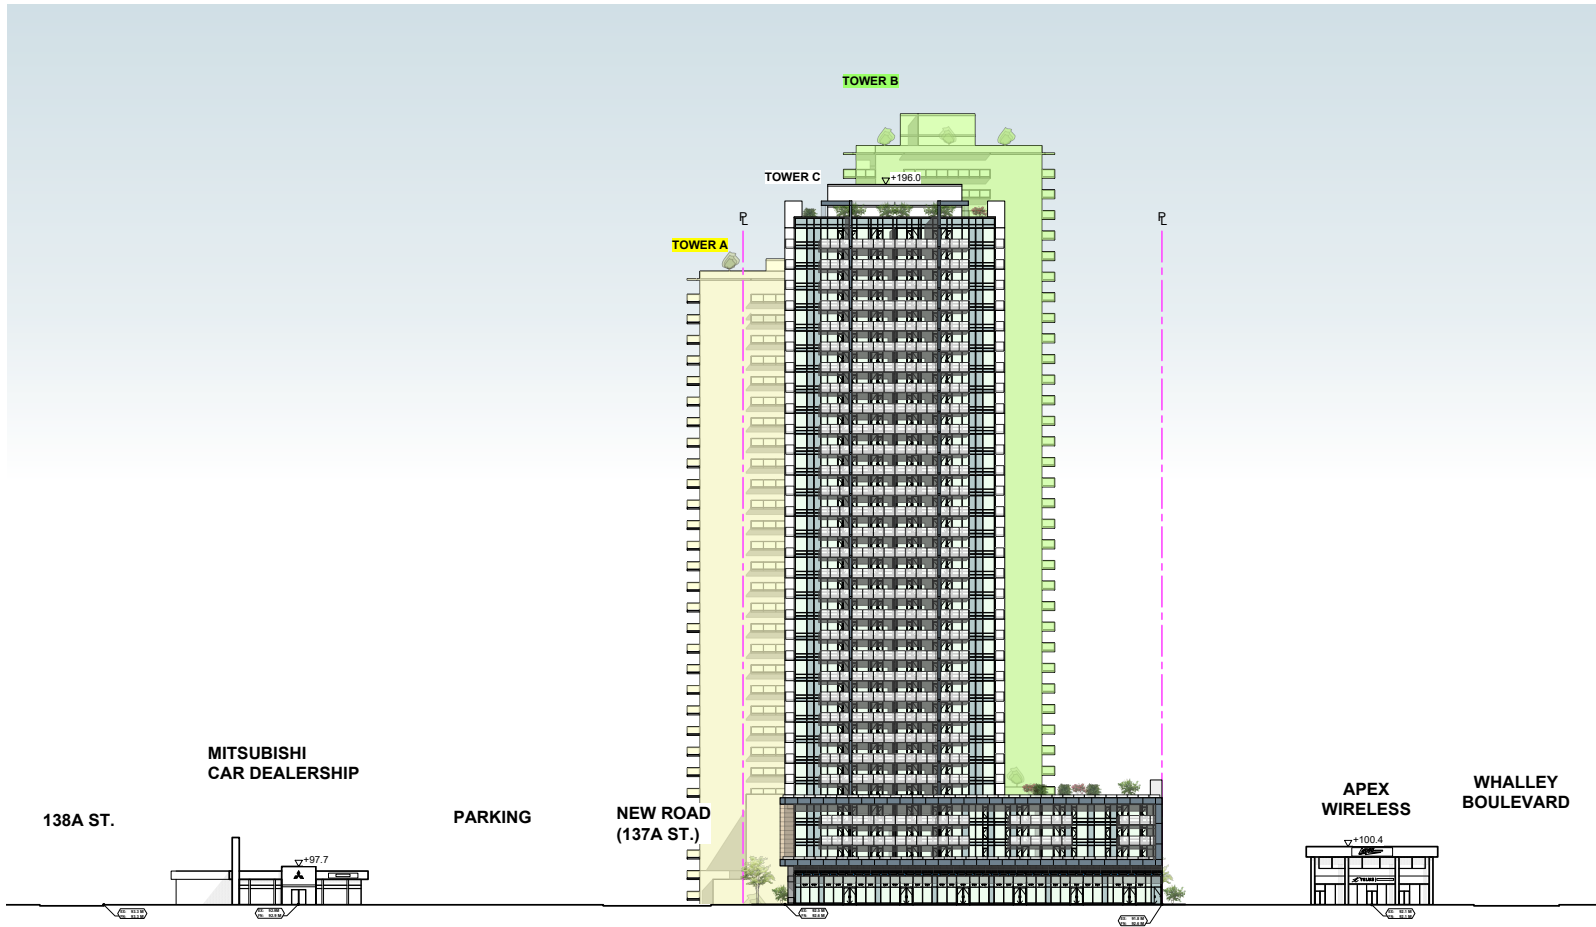 TOWER B
TOWER C
+196.0
TOWER A
MITSUBISHI
CAR DEALERSHIP
138A ST.
PARKING
NEW ROAD
(137A ST.)
APEX
WIRELESS
WHALLEY
BOULEVARD
+97.7
+100.4